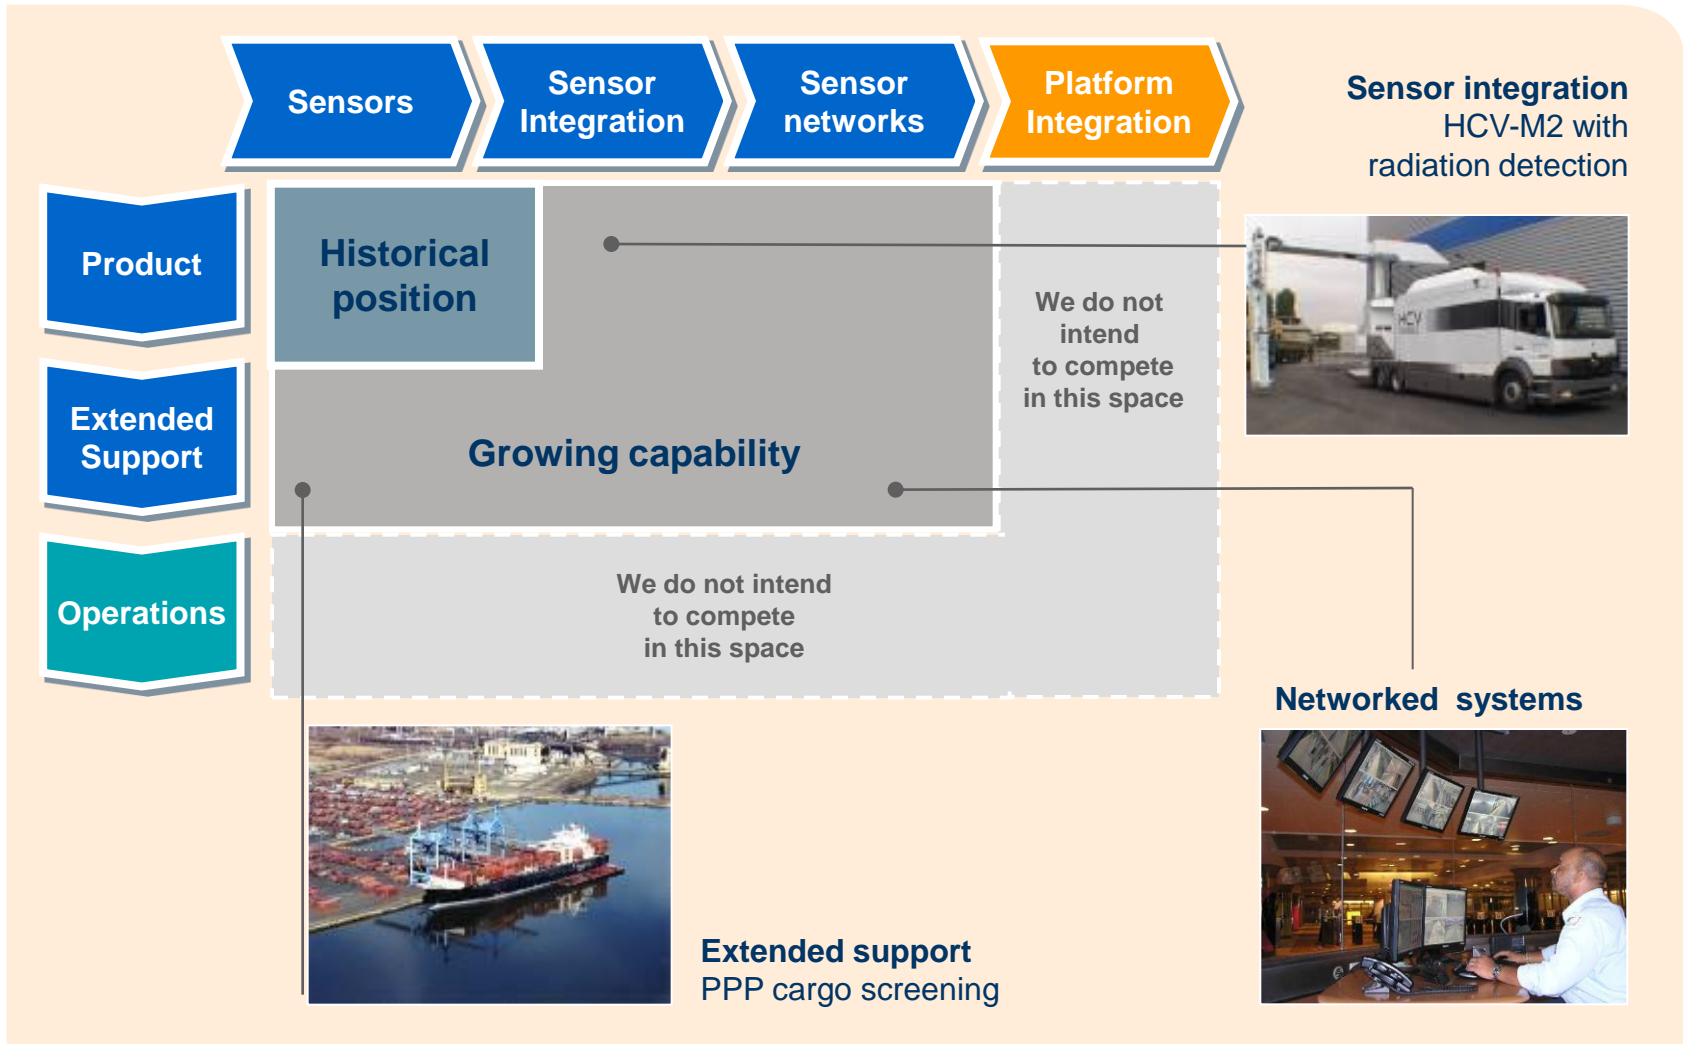 Sensors
Sensor
Integration
Sensor
networks
Platform
Integration
Sensor integration
HCV-M2 with
radiation detection
Product
Historical
position
We do not
intend
to compete
in this space
HCV
Extended
Support
Growing capability
Operations
We do not intend
to compete
in this space
Networked systems
Extended support
PPP cargo screening